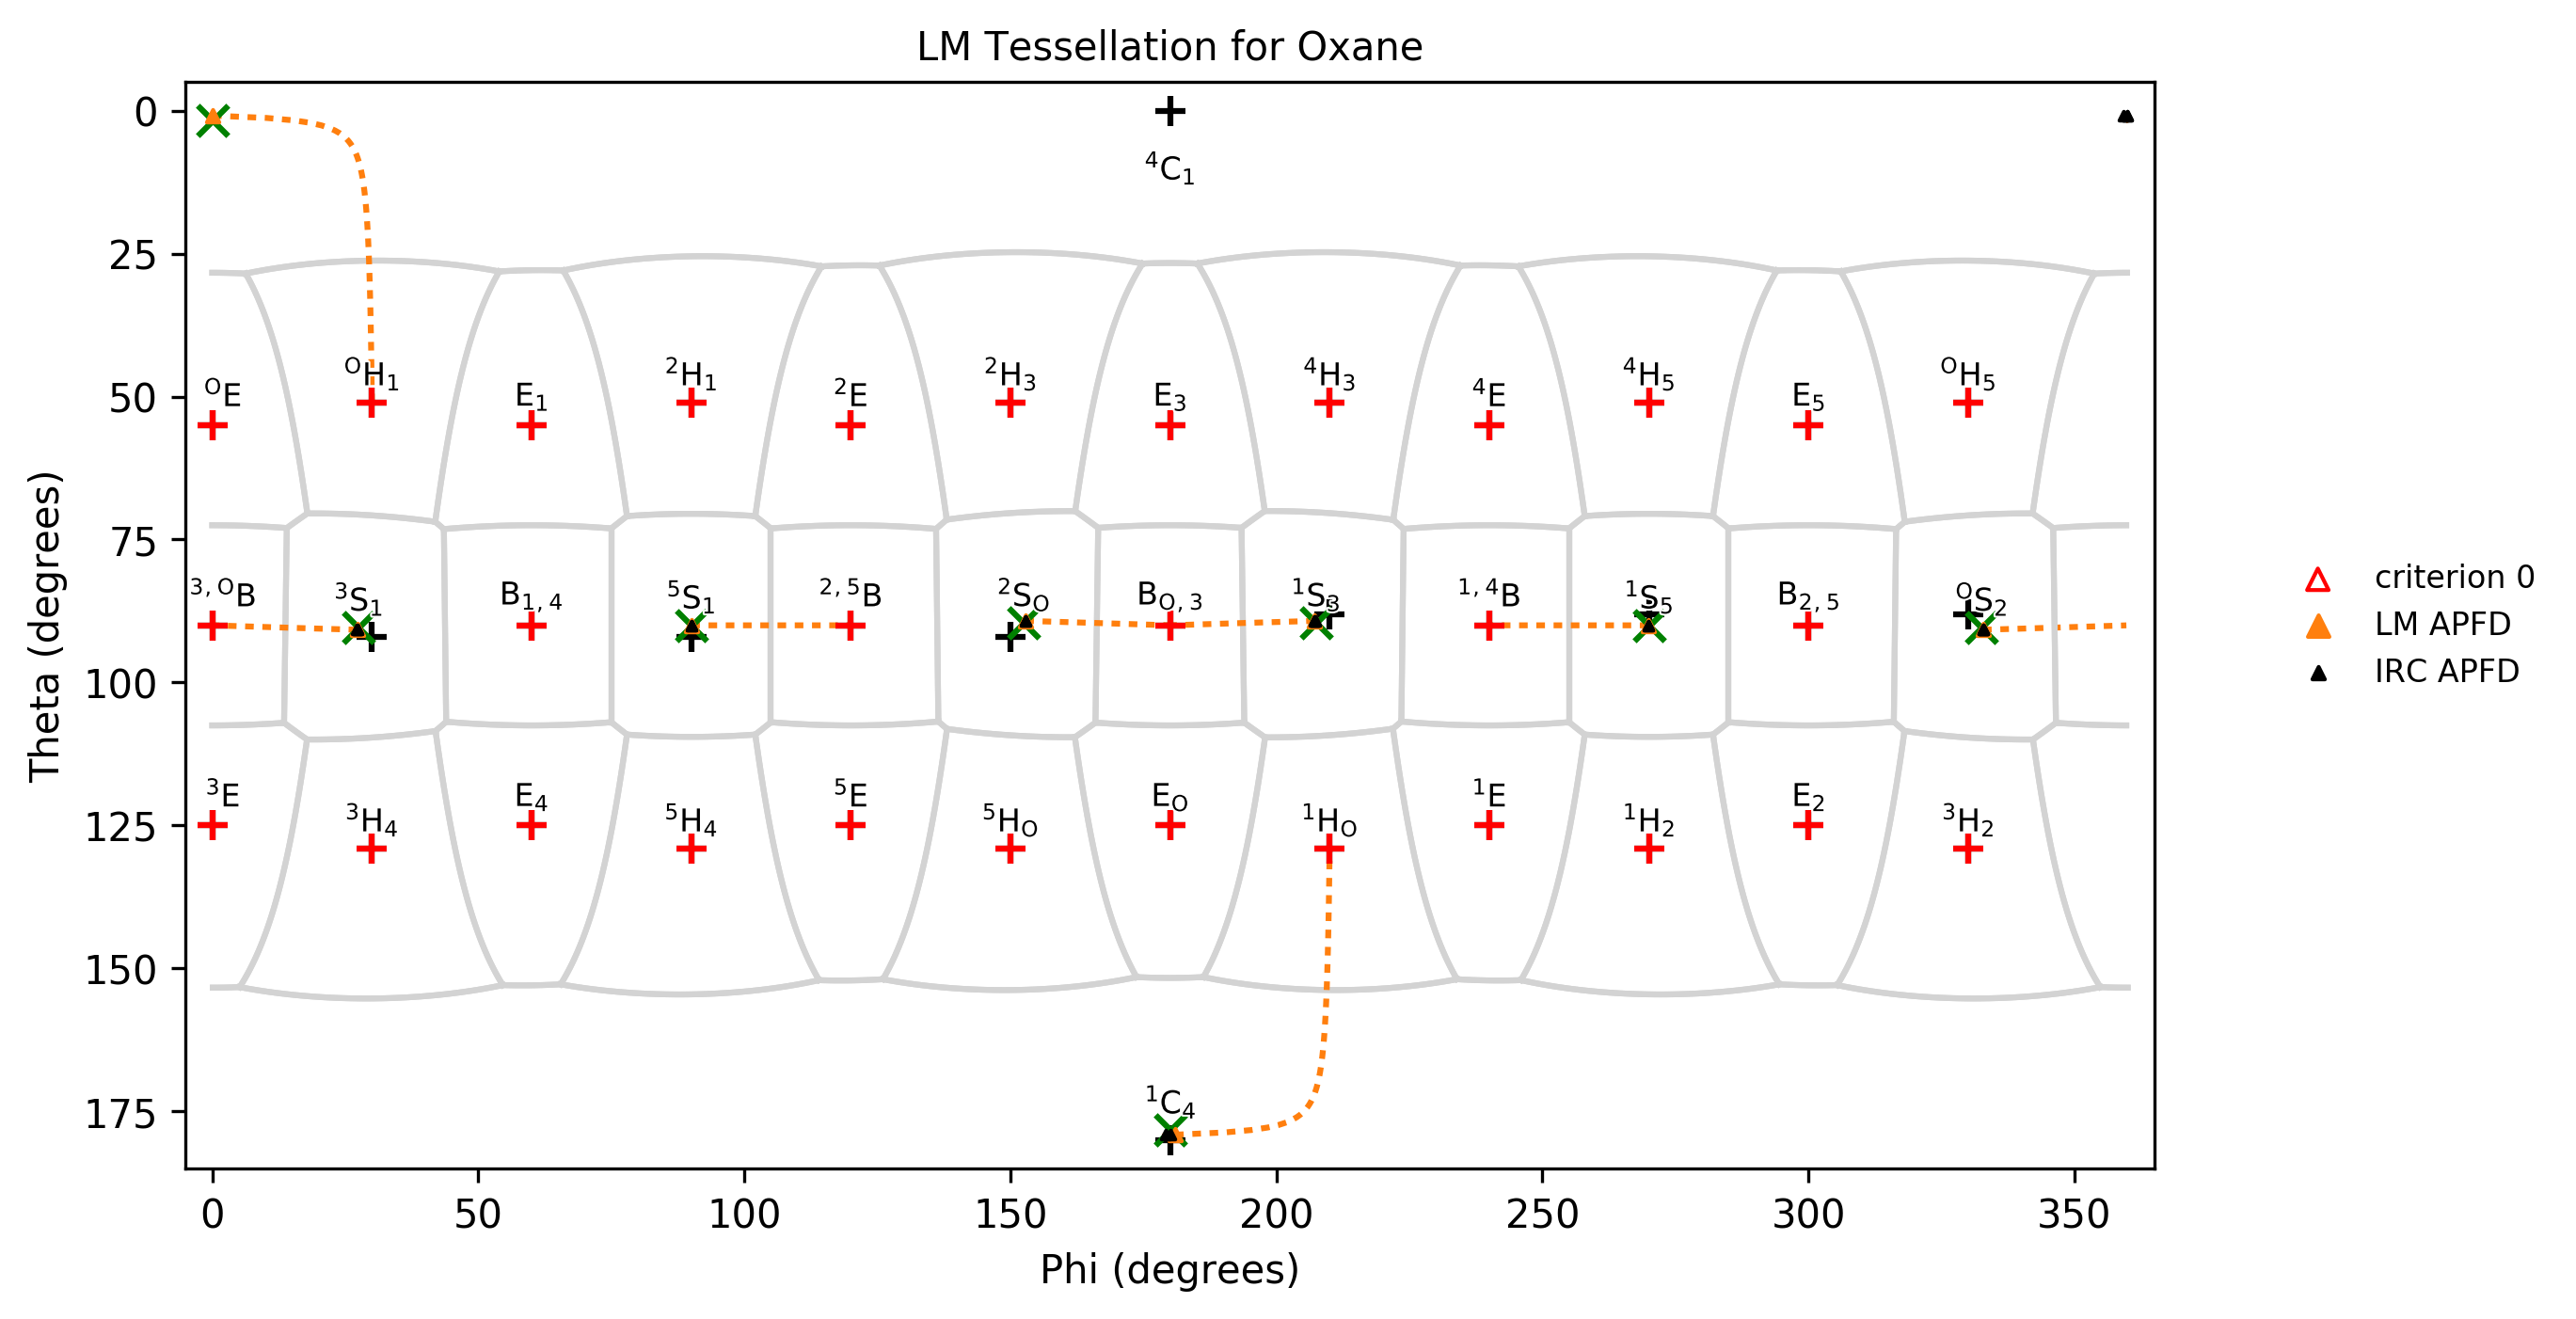 LM Tessellation for Oxane
0
25
50
75
100
125
150
175
Theta (degrees)
⁴C₁
ᴼE
ᴼH₁
E₁
²H₁
²E
²H₃
E₃
⁴H₃
⁴E
⁴H₅
E₅
ᴼH₅
³,ᴼB
³S₁
B₁,₄
⁵S₁
²,⁵B
²Sₒ
Bₒ,₃
¹S₃
¹,⁴B
¹S₅
B₂,₅
ᴼS₂
³E
³H₄
E₄
⁵H₄
⁵E
⁵Hₒ
Eₒ
¹Hₒ
¹E
¹H₂
E₂
³H₂
¹C₄
criterion 0
LM APFD
IRC APFD
0
50
100
150
200
250
300
350
Phi (degrees)